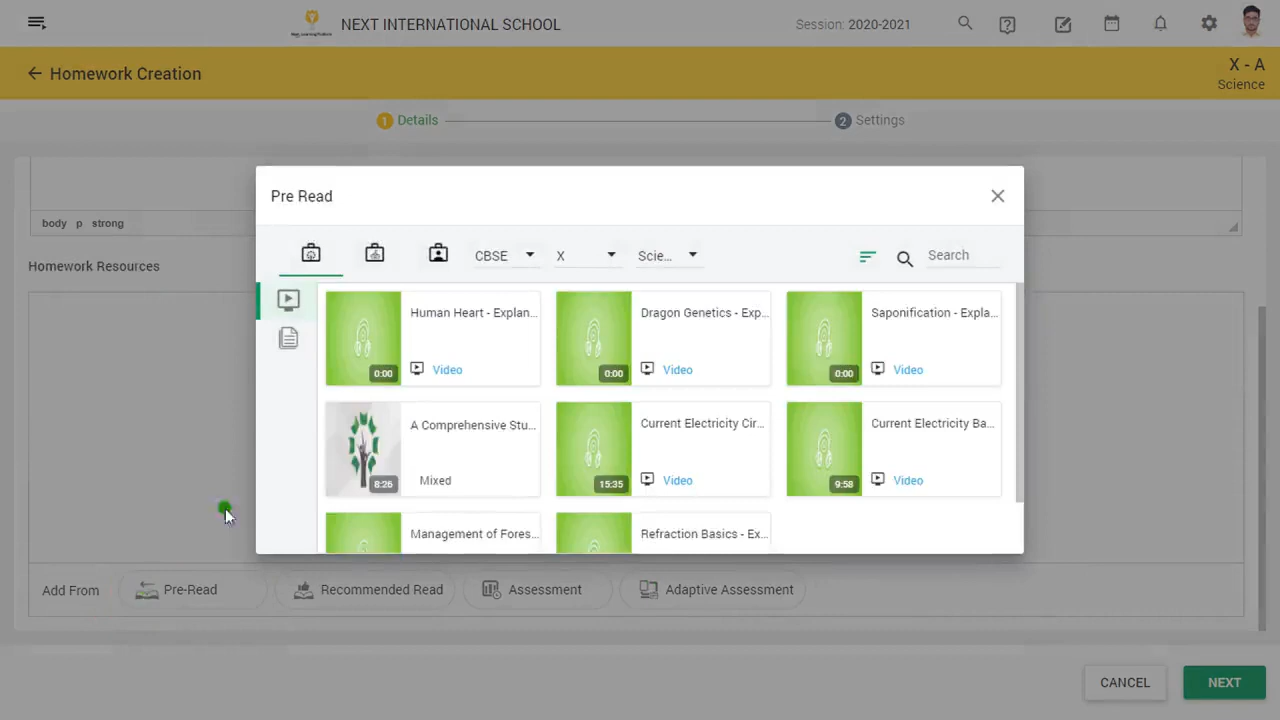 NEXT INTERNATIONAL SCHOOL
Session: 2020-2021
Homework Creation
X - A
Science
1 Details
2 Settings
Pre Read
CBSE
X
Scie...
Search
Human Heart - Explan...
0:00
Video
Dragon Genetics - Exp...
0:00
Video
Saponification - Expla...
0:00
Video
A Comprehensive Stu...
8:26
Mixed
Current Electricity Cir...
15:35
Video
Current Electricity Ba...
9:58
Video
Management of Fores...
Refraction Basics - Ex...
body p strong
Homework Resources
Add From
Pre-Read
Recommended Read
Assessment
Adaptive Assessment
CANCEL
NEXT